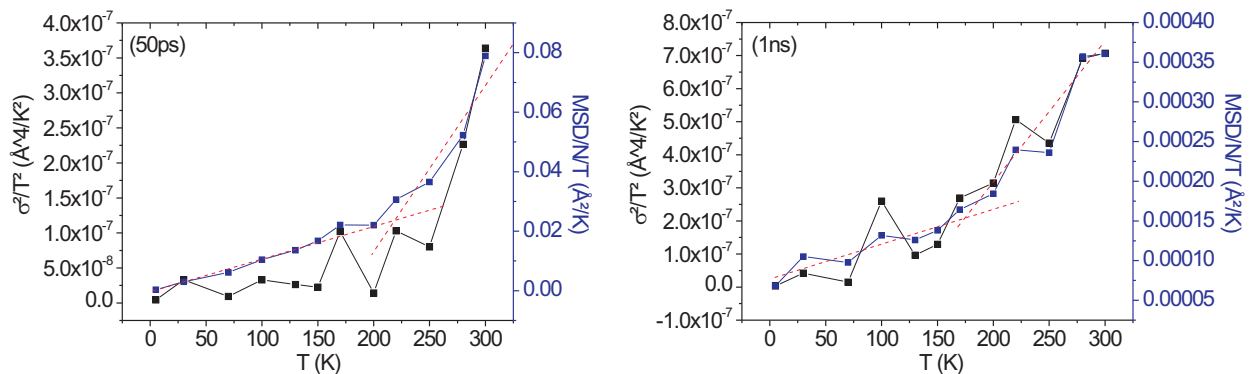 (50ps)
4.0x10⁻⁷
3.5x10⁻⁷
3.0x10⁻⁷
2.5x10⁻⁷
2.0x10⁻⁷
1.5x10⁻⁷
1.0x10⁻⁷
5.0x10⁻⁸
0.0
σ²/T² (Å^4/K²)
0.08
0.06
0.04
0.02
0.00
MSD/N/T (Å²/K)
0 50 100 150 200 250 300
T (K)
(1ns)
8.0x10⁻⁷
7.0x10⁻⁷
6.0x10⁻⁷
5.0x10⁻⁷
4.0x10⁻⁷
3.0x10⁻⁷
2.0x10⁻⁷
1.0x10⁻⁷
0.0
-1.0x10⁻⁷
σ²/T² (Å^4/K²)
0.00040
0.00035
0.00030
0.00025
0.00020
0.00015
0.00010
0.00005
MSD/N/T (Å²/K)
0 50 100 150 200 250 300
T (K)